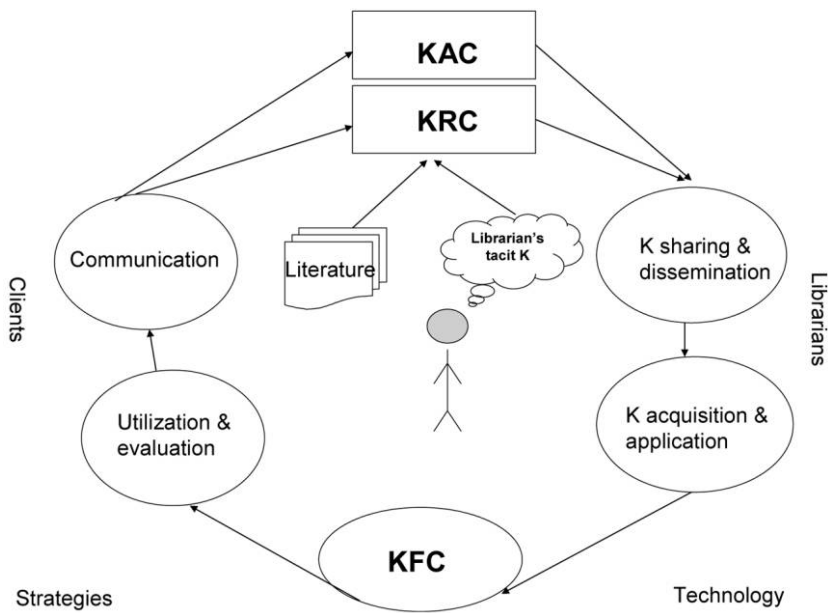 KAC
KRC
Librarian's
tacit K
Literature
Communication
K sharing &
dissemination
Clients
Librarians
Utilization &
evaluation
K acquisition &
application
KFC
Strategies
Technology